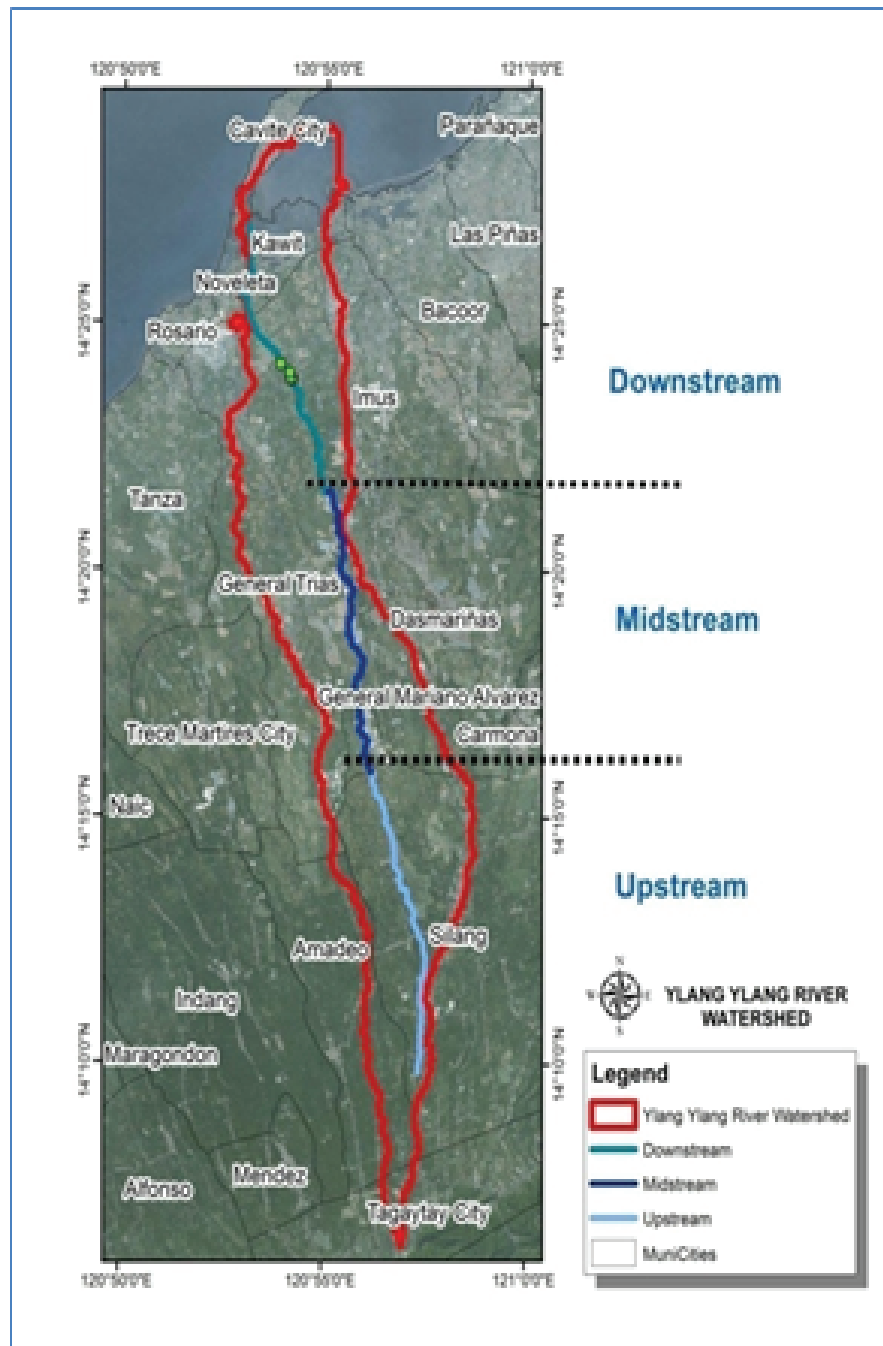 120°50'0"E
120°55'0"E
121°0'0"E
Cavite City
Parañaque
Las Piñas
Kawit
Noveleta
Bacoor
14°25'0"N
14°25'0"N
Rosario
Imus
Downstream
Tanza
14°20'0"N
14°20'0"N
General Trias
Dasmariñas
Midstream
General Mariano Alvarez
Trece Martires City
Carmona
Naic
14°15'0"N
14°15'0"N
Upstream
Amadeo
Silang
Indang
N
W
E
S
YLANG YLANG RIVER
WATERSHED
Maragondon
14°10'0"N
14°10'0"N
Legend
Ylang Ylang River Watershed
Downstream
Midstream
Upstream
MuniCities
Mendez
Alfonso
Tagaytay City
120°50'0"E
120°55'0"E
121°0'0"E